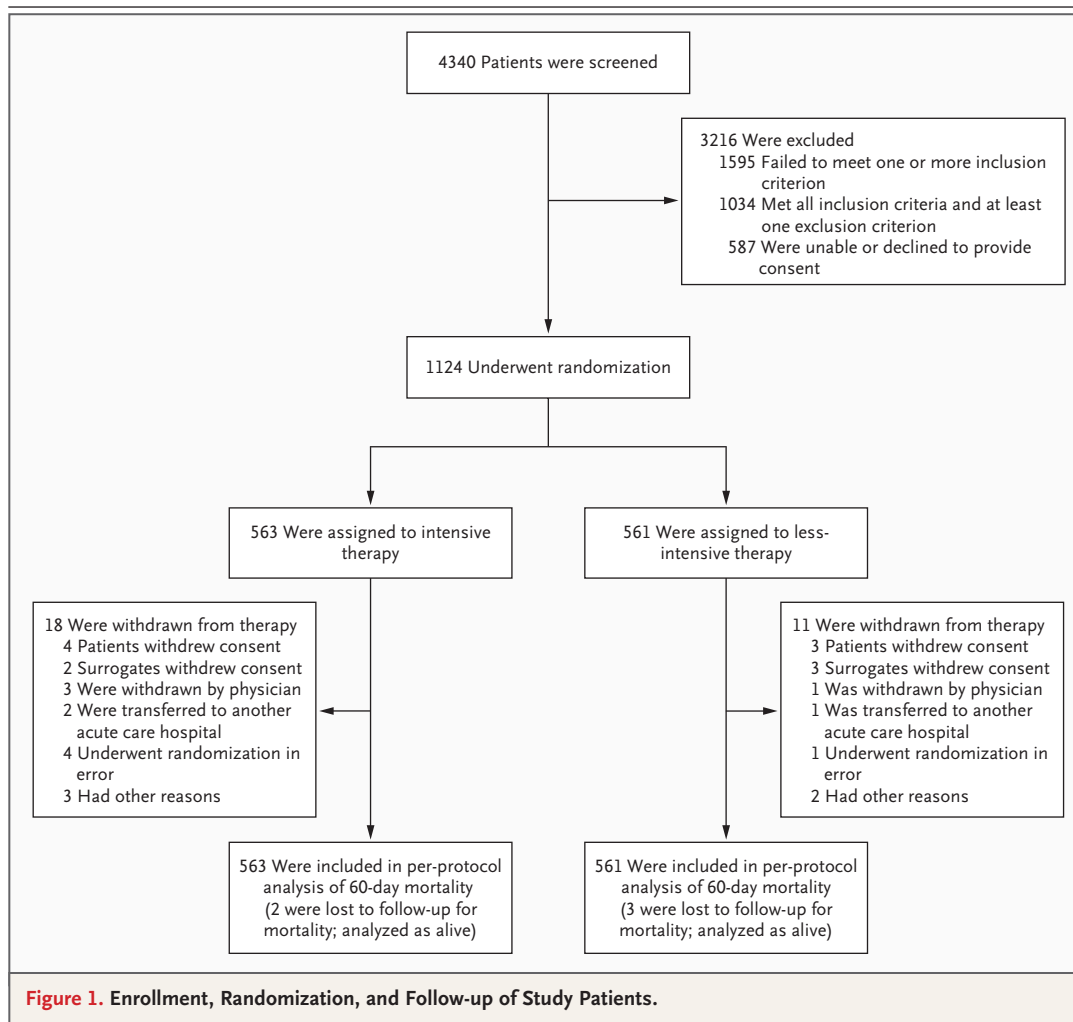 4340 Patients were screened
3216 Were excluded
1595 Failed to meet one or more inclusion
criterion
1034 Met all inclusion criteria and at least
one exclusion criterion
587 Were unable or declined to provide
consent
1124 Underwent randomization
563 Were assigned to intensive
therapy
561 Were assigned to less-
intensive therapy
18 Were withdrawn from therapy
4 Patients withdrew consent
2 Surrogates withdrew consent
3 Were withdrawn by physician
2 Were transferred to another
acute care hospital
4 Underwent randomization in
error
3 Had other reasons
11 Were withdrawn from therapy
3 Patients withdrew consent
3 Surrogates withdrew consent
1 Was withdrawn by physician
1 Was transferred to another
acute care hospital
1 Underwent randomization in
error
2 Had other reasons
563 Were included in per-protocol
analysis of 60-day mortality
(2 were lost to follow-up for
mortality; analyzed as alive)
561 Were included in per-protocol
analysis of 60-day mortality
(3 were lost to follow-up for
mortality; analyzed as alive)
Figure 1. Enrollment, Randomization, and Follow-up of Study Patients.